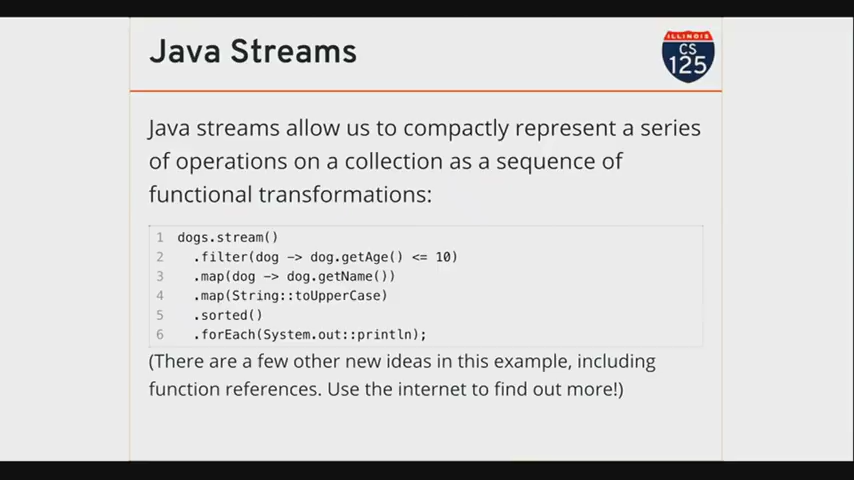 Java Streams
ILLINOIS
CS
125
Java streams allow us to compactly represent a series
of operations on a collection as a sequence of
functional transformations:
1 dogs.stream()
2   .filter(dog -> dog.getAge() <= 10)
3   .map(dog -> dog.getName())
4   .map(String::toUpperCase)
5   .sorted()
6   .forEach(System.out::println);
(There are a few other new ideas in this example, including
function references. Use the internet to find out more!)